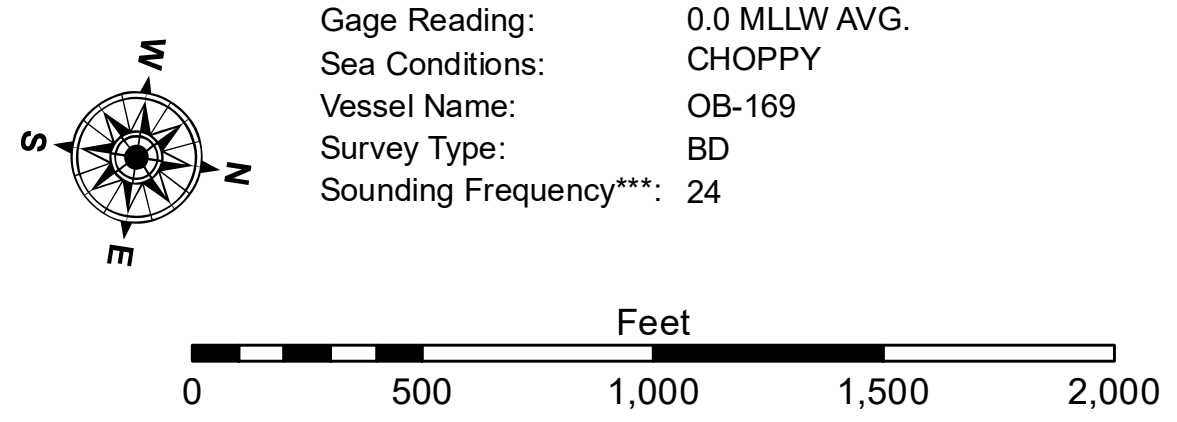 W
S
N
E
Gage Reading: 0.0 MLLW AVG.
Sea Conditions: CHOPPY
Vessel Name: OB-169
Survey Type: BD
Sounding Frequency***: 24
Feet
0 500 1,000 1,500 2,000